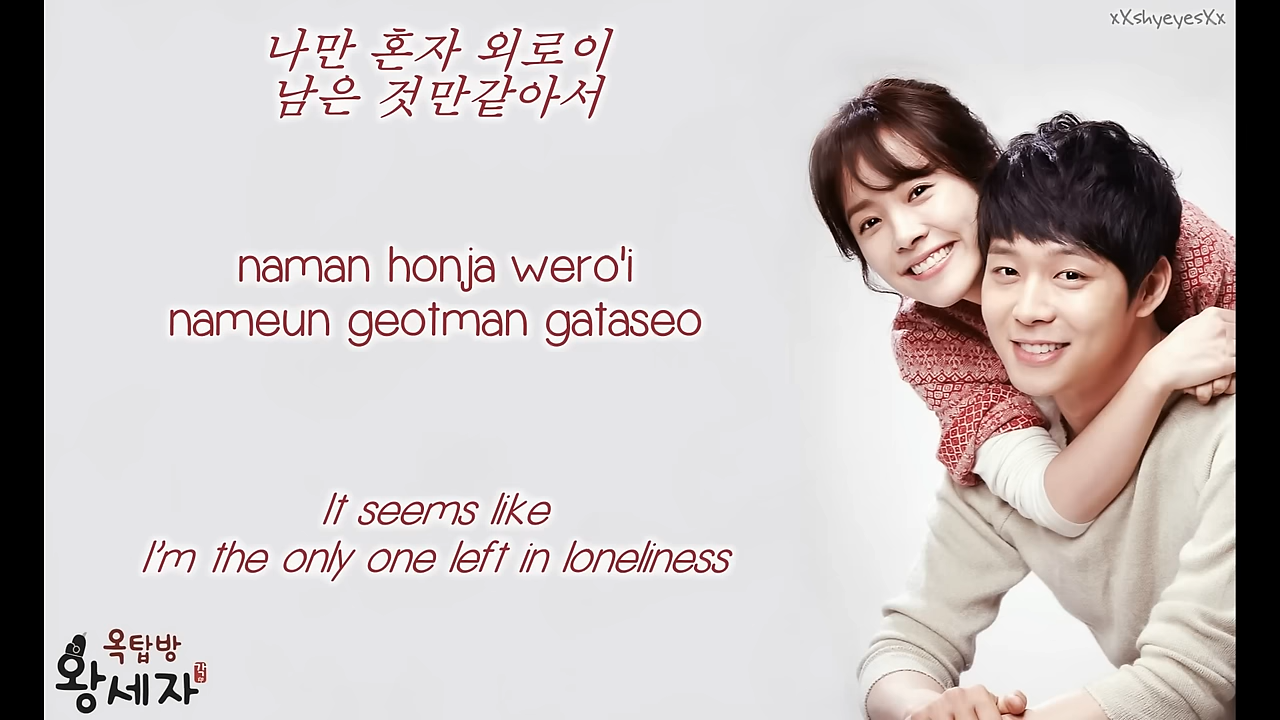 xXshyeyesXx
나만 혼자 외로이
남은 것만같아서
naman honja wero'i
nameun geotman gataseo
It seems like
I'm the only one left in loneliness
옥탑방
왕세자